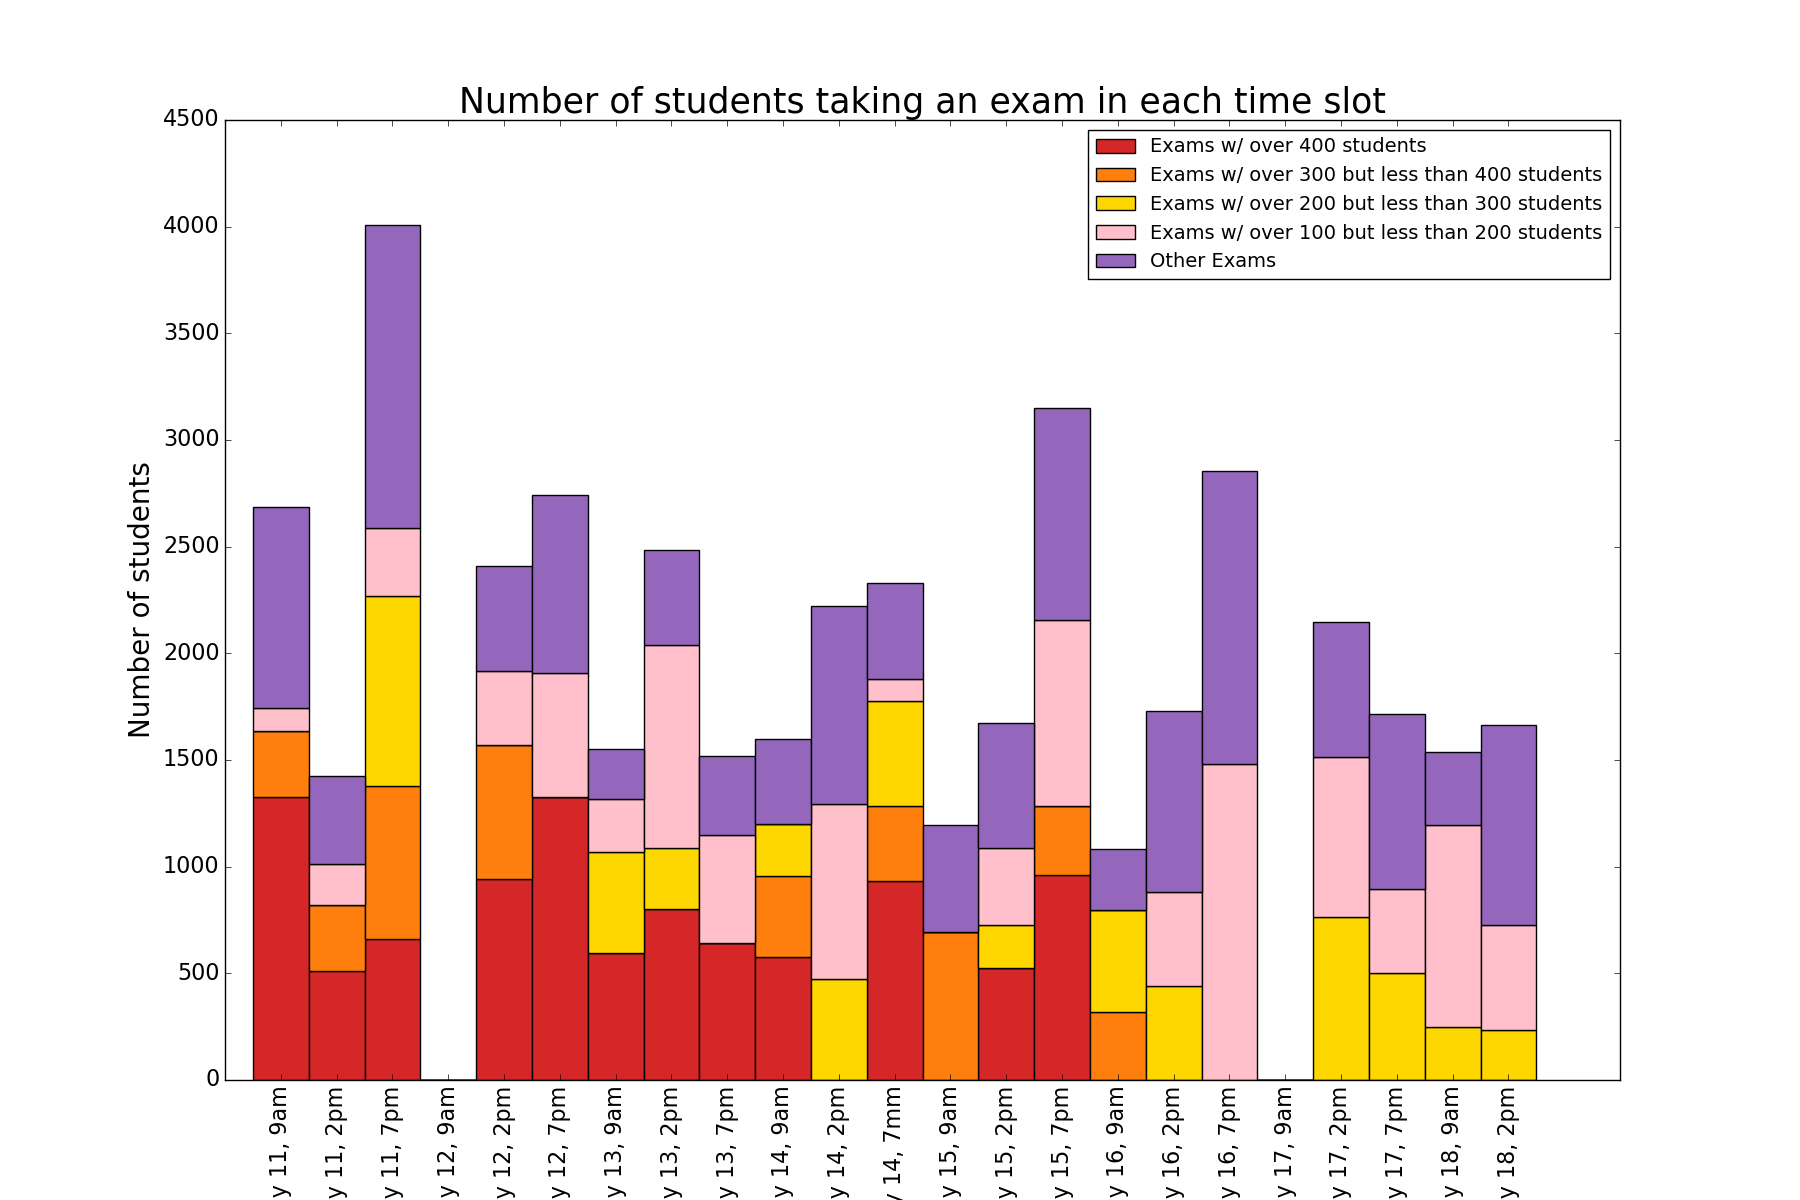 Number of students taking an exam in each time slot
4500
4000
3500
3000
2500
2000
1500
1000
500
0
Number of students
Exams w/ over 400 students
Exams w/ over 300 but less than 400 students
Exams w/ over 200 but less than 300 students
Exams w/ over 100 but less than 200 students
Other Exams
y 11, 9am
y 11, 2pm
y 11, 7pm
y 12, 9am
y 12, 2pm
y 12, 7pm
y 13, 9am
y 13, 2pm
y 13, 7pm
y 14, 9am
y 14, 2pm
y 14, 7mm
y 15, 9am
y 15, 2pm
y 15, 7pm
y 16, 9am
y 16, 2pm
y 16, 7pm
y 17, 9am
y 17, 2pm
y 17, 7pm
y 18, 9am
y 18, 2pm